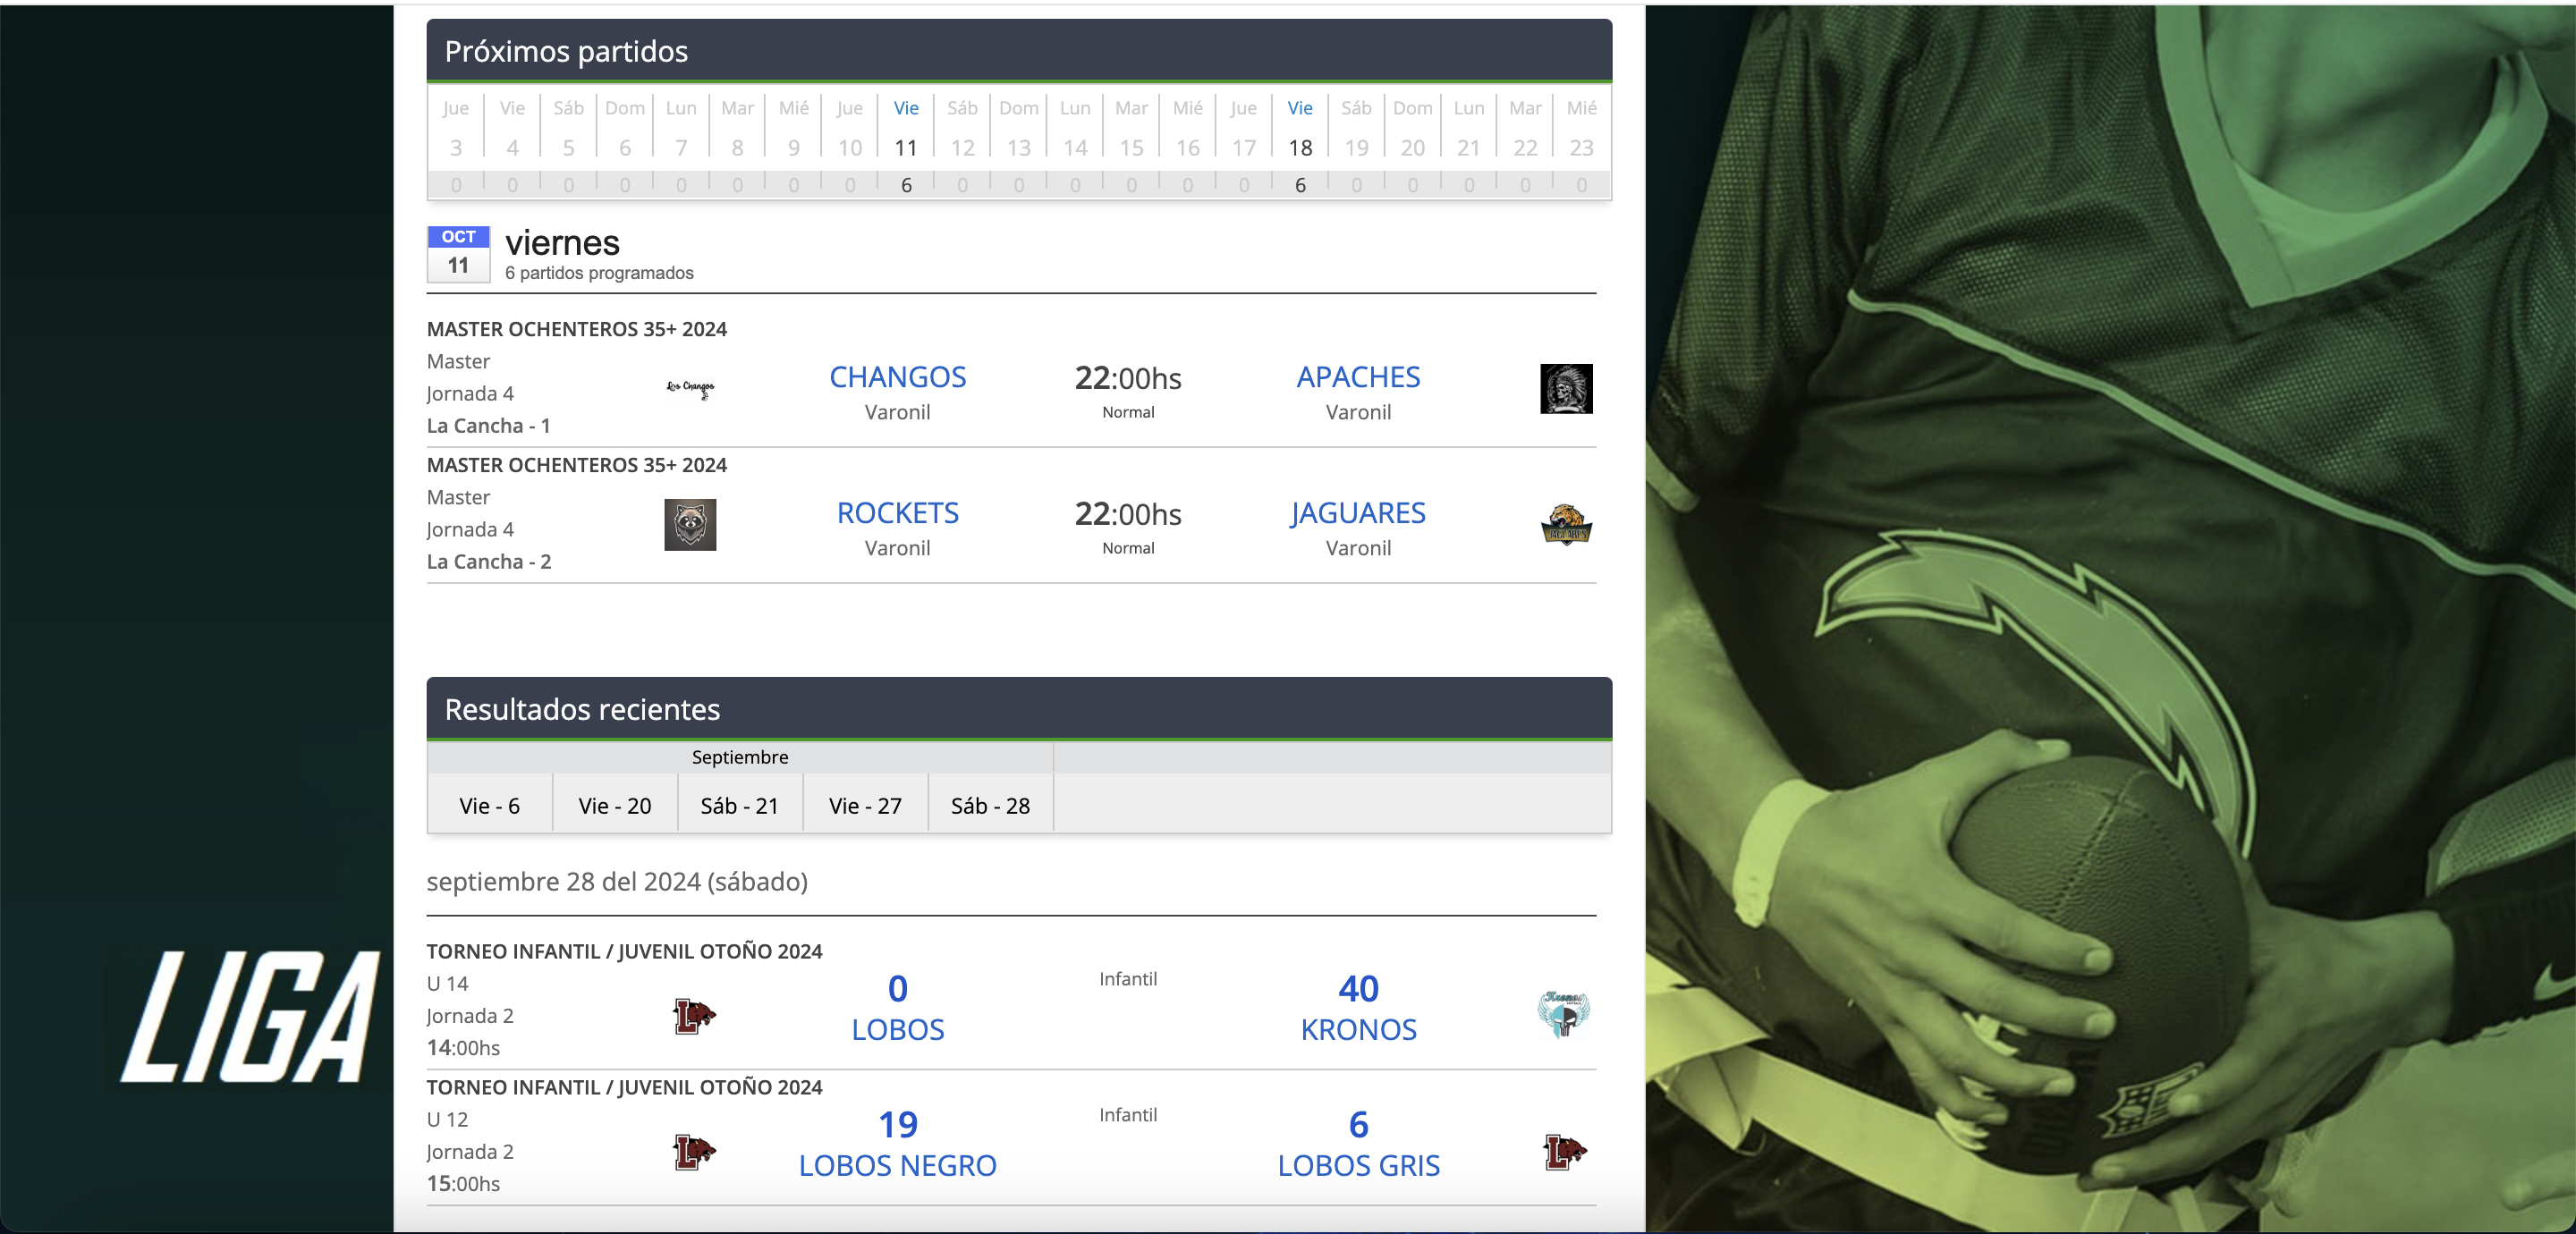 Próximos partidos
Jue Vie Sáb Dom Lun Mar Mié Jue Vie Sáb Dom Lun Mar Mié Jue Vie Sáb Dom Lun Mar Mié
3 4 5 6 7 8 9 10 11 12 13 14 15 16 17 18 19 20 21 22 23
0 0 0 0 0 0 0 0 6 0 0 0 0 0 0 6 0 0 0 0 0
OCT
11
viernes
6 partidos programados
MASTER OCHENTEROS 35+ 2024
Master
Jornada 4
La Cancha - 1
Los Changos
CHANGOS
Varonil
22:00hs
Normal
APACHES
Varonil
MASTER OCHENTEROS 35+ 2024
Master
Jornada 4
La Cancha - 2
ROCKETS
Varonil
22:00hs
Normal
JAGUARES
Varonil
JAGUARES
Resultados recientes
Septiembre
Vie - 6 Vie - 20 Sáb - 21 Vie - 27 Sáb - 28
septiembre 28 del 2024 (sábado)
TORNEO INFANTIL / JUVENIL OTOÑO 2024
U 14
Jornada 2
14:00hs
L
0
LOBOS
Infantil
40
KRONOS
Kronos
TORNEO INFANTIL / JUVENIL OTOÑO 2024
U 12
Jornada 2
15:00hs
L
19
LOBOS NEGRO
Infantil
6
LOBOS GRIS
L
LIGA
NFL